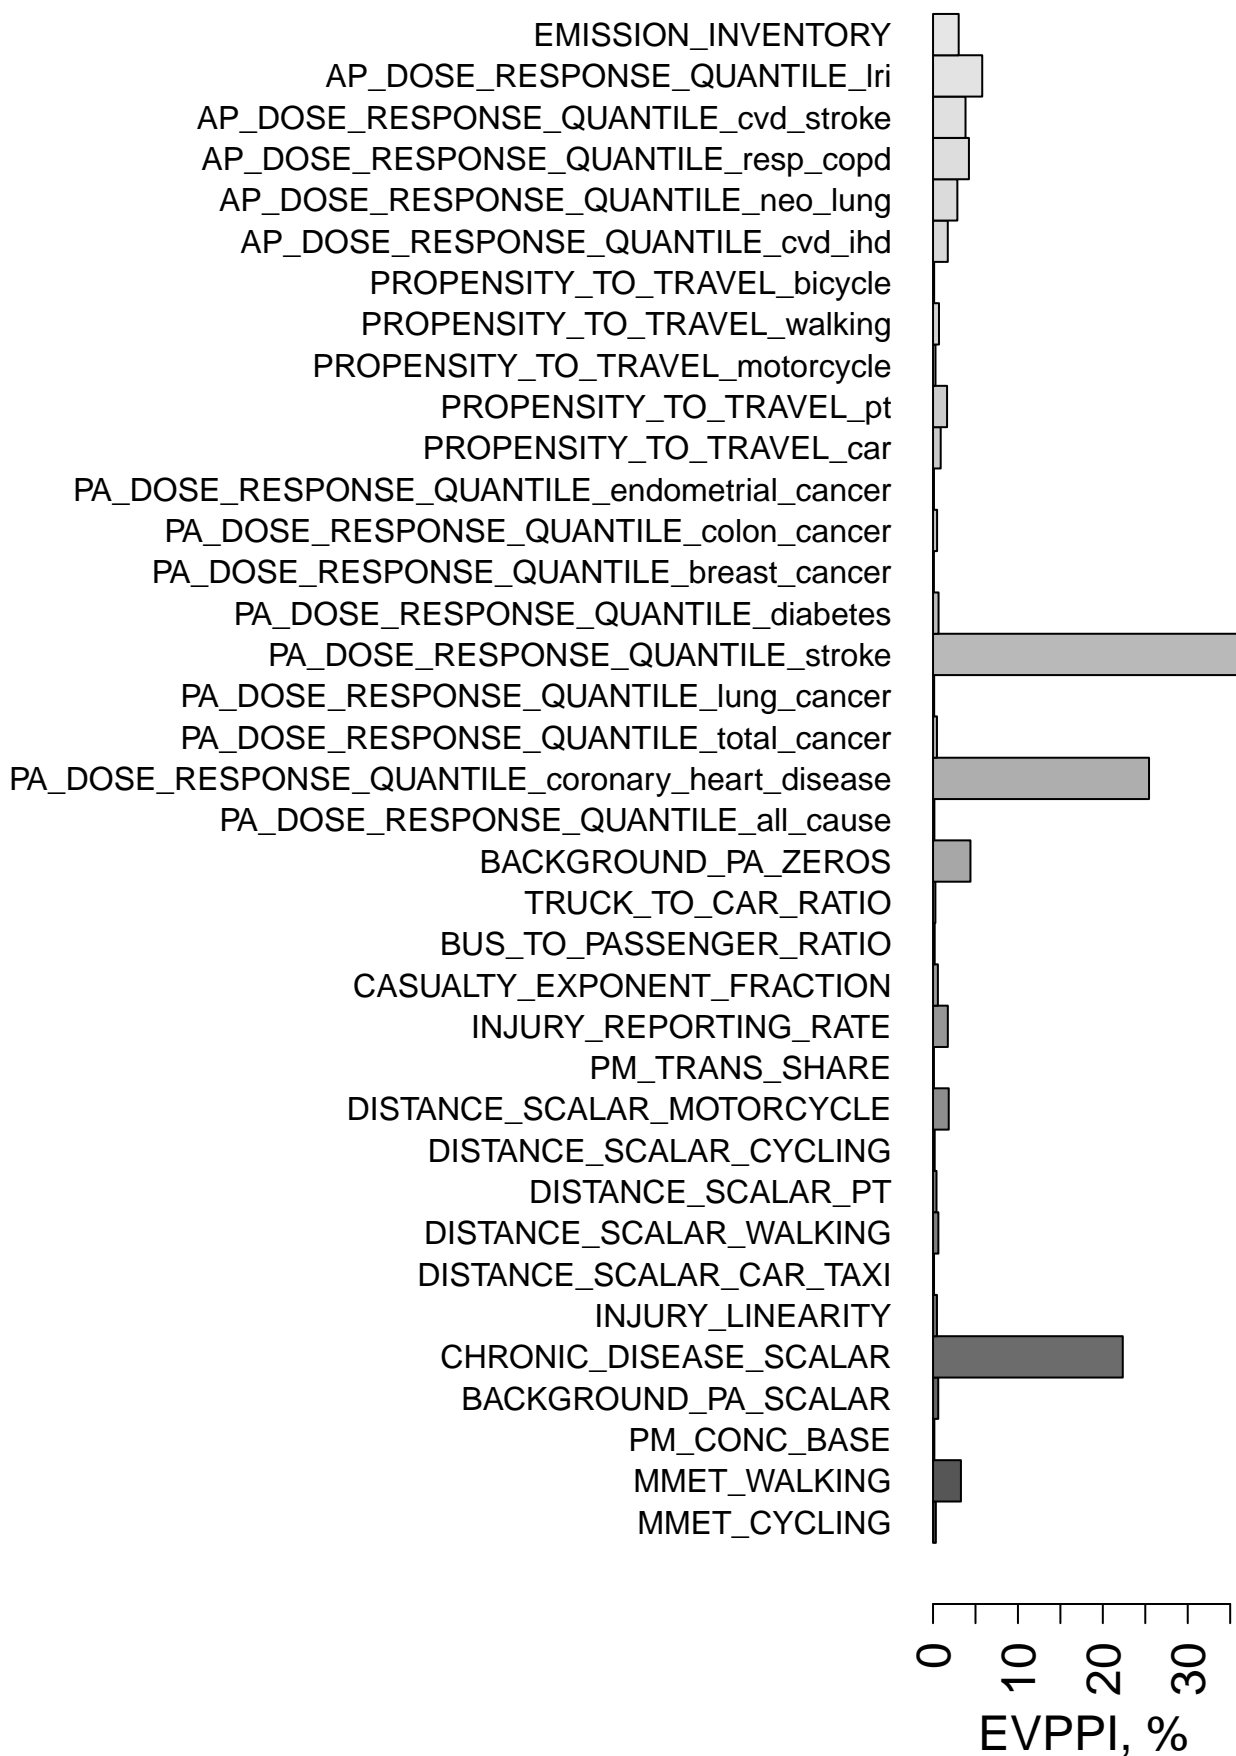 EMISSION_INVENTORY
AP_DOSE_RESPONSE_QUANTILE_lri
AP_DOSE_RESPONSE_QUANTILE_cvd_stroke
AP_DOSE_RESPONSE_QUANTILE_resp_copd
AP_DOSE_RESPONSE_QUANTILE_neo_lung
AP_DOSE_RESPONSE_QUANTILE_cvd_ihd
PROPENSITY_TO_TRAVEL_bicycle
PROPENSITY_TO_TRAVEL_walking
PROPENSITY_TO_TRAVEL_motorcycle
PROPENSITY_TO_TRAVEL_pt
PROPENSITY_TO_TRAVEL_car
PA_DOSE_RESPONSE_QUANTILE_endometrial_cancer
PA_DOSE_RESPONSE_QUANTILE_colon_cancer
PA_DOSE_RESPONSE_QUANTILE_breast_cancer
PA_DOSE_RESPONSE_QUANTILE_diabetes
PA_DOSE_RESPONSE_QUANTILE_stroke
PA_DOSE_RESPONSE_QUANTILE_lung_cancer
PA_DOSE_RESPONSE_QUANTILE_total_cancer
PA_DOSE_RESPONSE_QUANTILE_coronary_heart_disease
PA_DOSE_RESPONSE_QUANTILE_all_cause
BACKGROUND_PA_ZEROS
TRUCK_TO_CAR_RATIO
BUS_TO_PASSENGER_RATIO
CASUALTY_EXPONENT_FRACTION
INJURY_REPORTING_RATE
PM_TRANS_SHARE
DISTANCE_SCALAR_MOTORCYCLE
DISTANCE_SCALAR_CYCLING
DISTANCE_SCALAR_PT
DISTANCE_SCALAR_WALKING
DISTANCE_SCALAR_CAR_TAXI
INJURY_LINEARITY
CHRONIC_DISEASE_SCALAR
BACKGROUND_PA_SCALAR
PM_CONC_BASE
MMET_WALKING
MMET_CYCLING
0 10 20 30
EVPPI, %